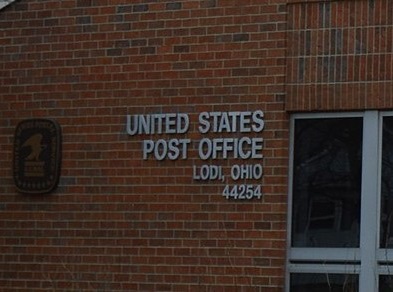 UNITED STATES
POST OFFICE
LODI, OHIO
44254